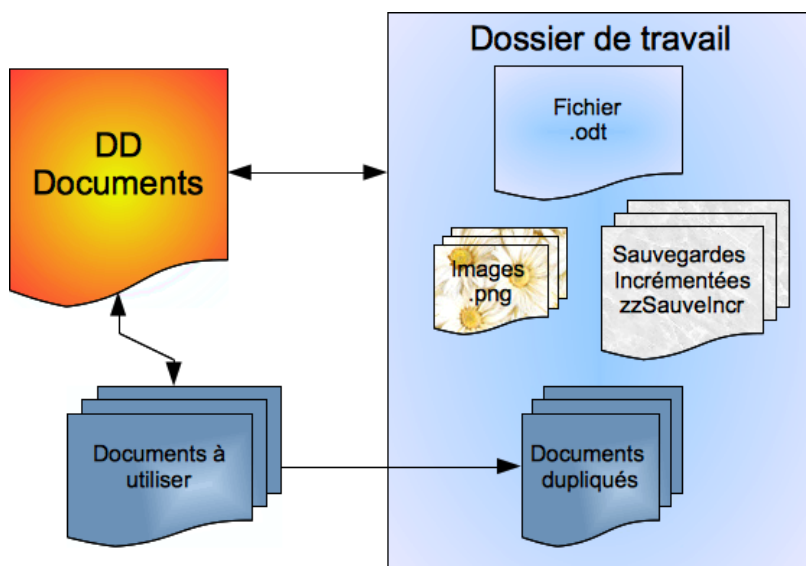 Dossier de travail
DD
Documents
Fichier
.odt
Images
.png
Sauvegardes
Incrémentées
zzSauveIncr
Documents à
utiliser
Documents
dupliqués